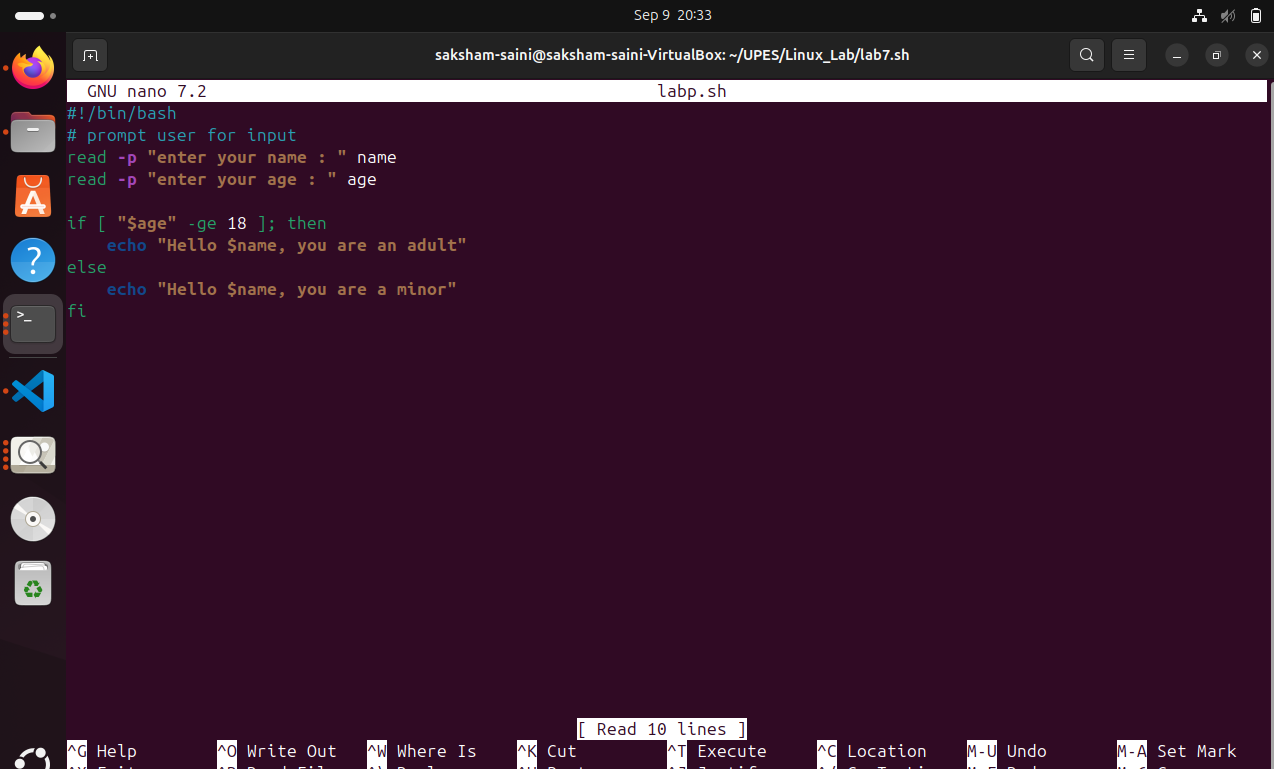 Sep 9 20:33
saksham-saini@saksham-saini-VirtualBox: ~/UPES/Linux_Lab/lab7.sh
GNU nano 7.2 labp.sh
#!/bin/bash
# prompt user for input
read -p "enter your name : " name
read -p "enter your age : " age
if [ "$age" -ge 18 ]; then
    echo "Hello $name, you are an adult"
else
    echo "Hello $name, you are a minor"
fi
[ Read 10 lines ]
^G Help ^O Write Out ^W Where Is ^K Cut ^T Execute ^C Location M-U Undo M-A Set Mark